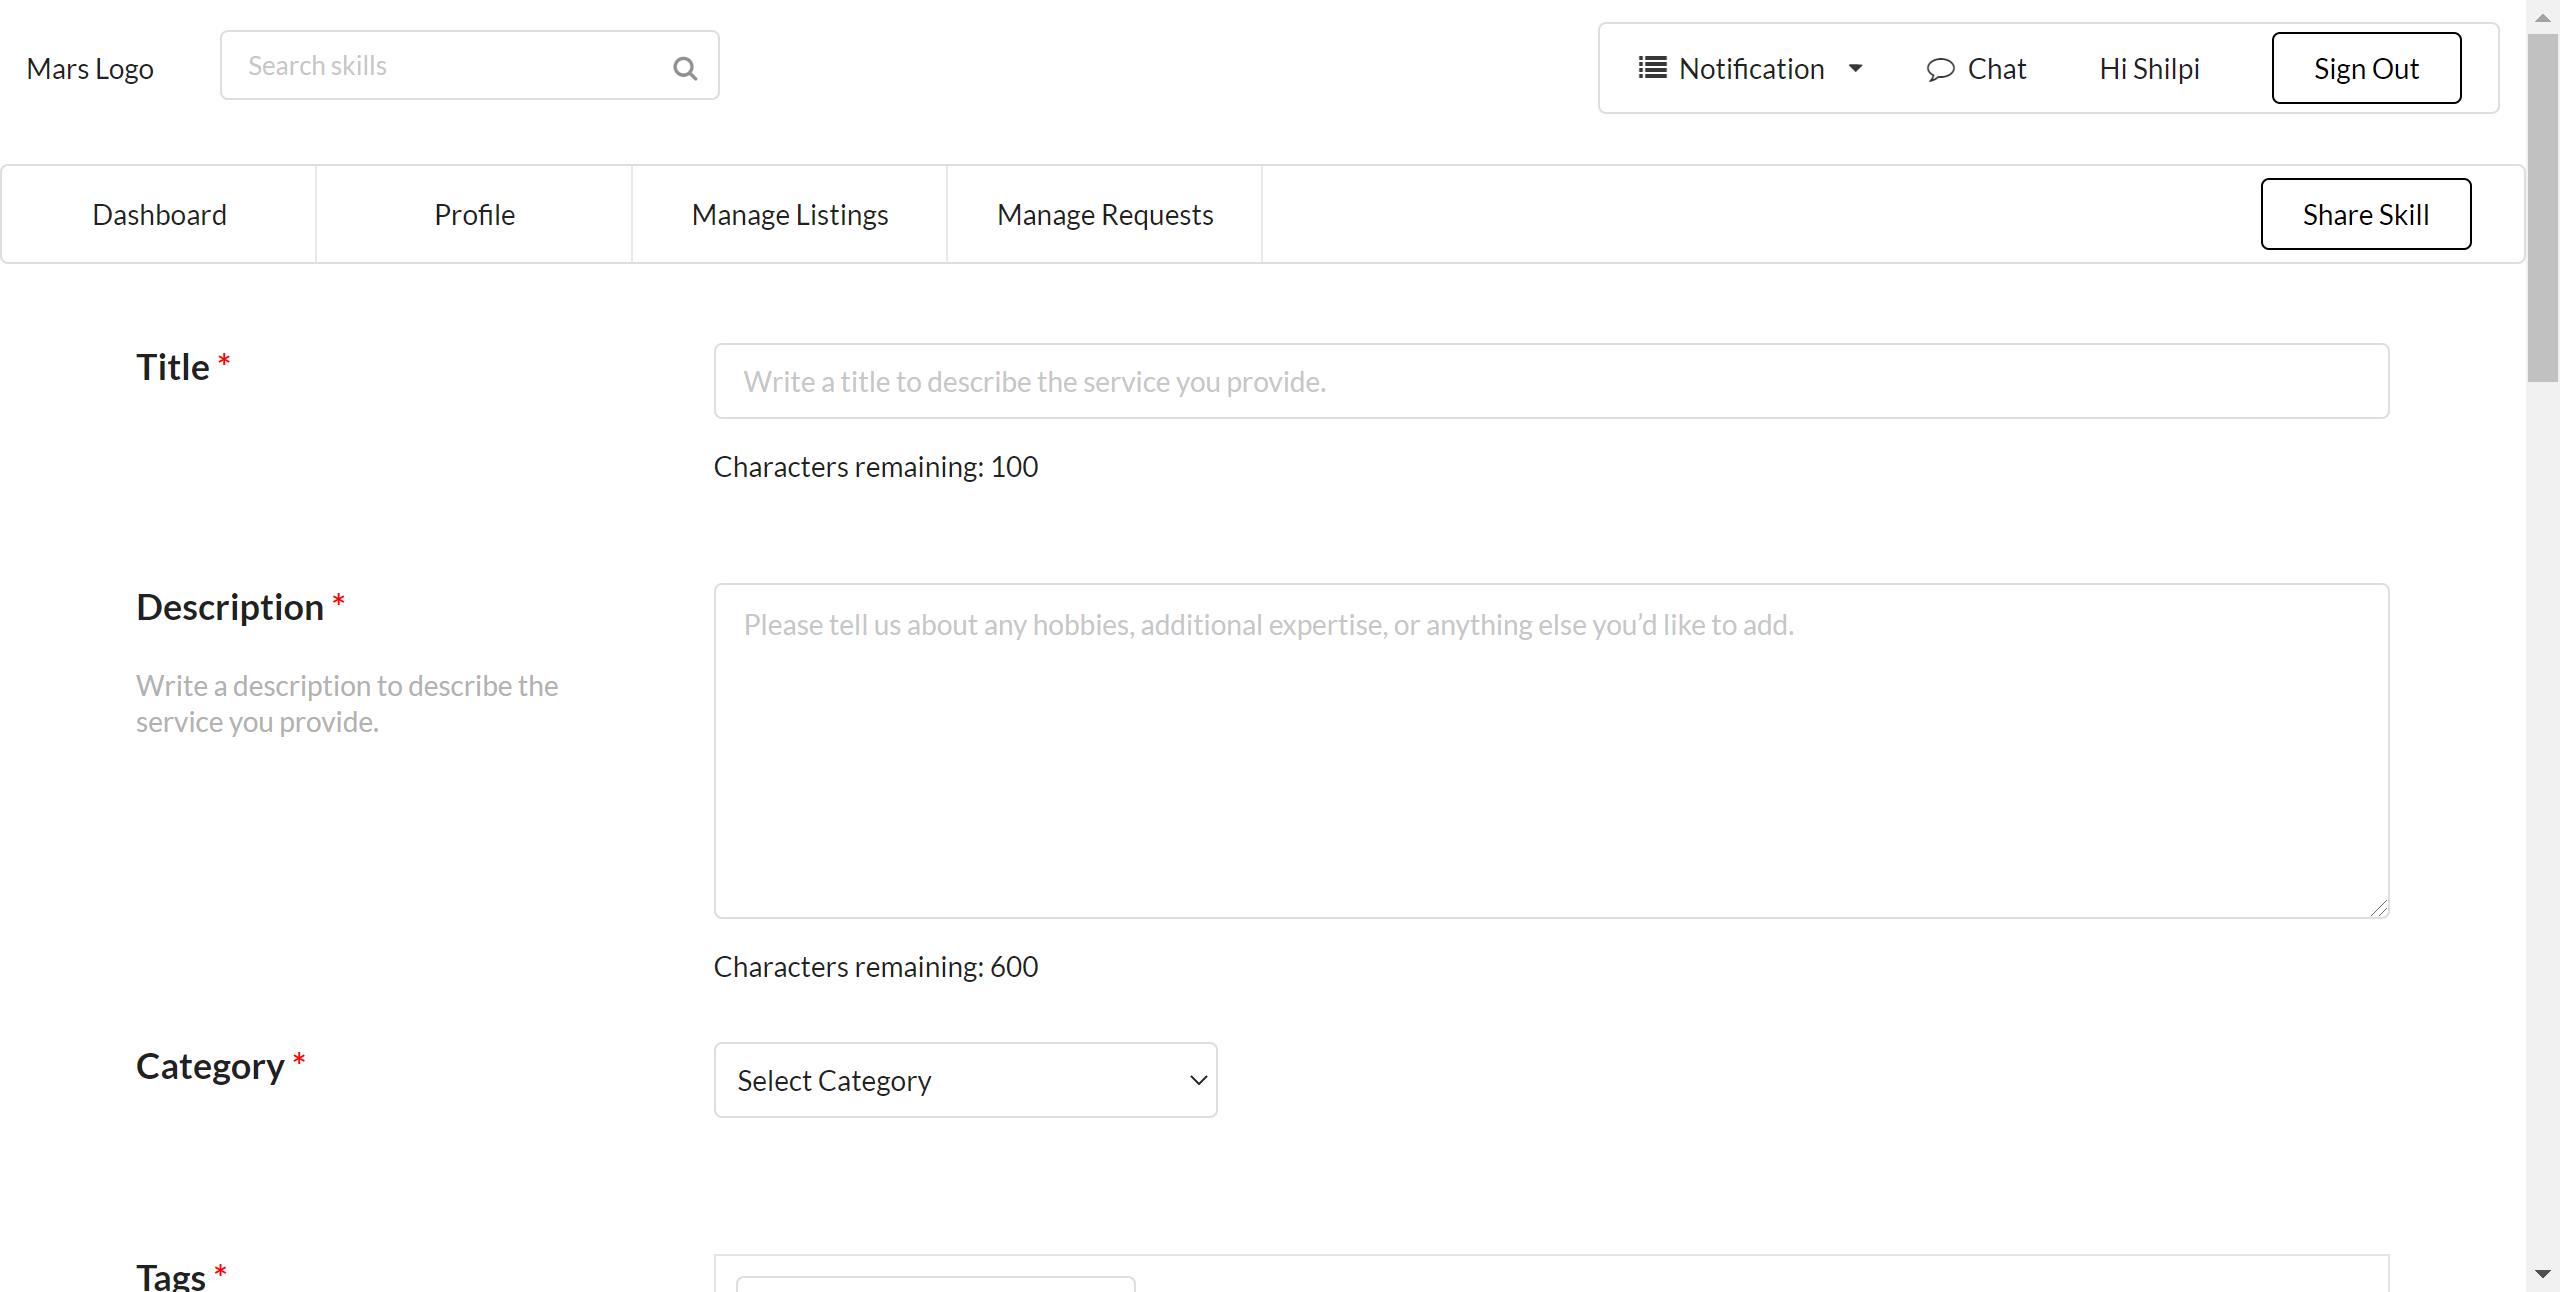 Mars Logo
Search skills
Notification
Chat
Hi Shilpi
Sign Out
Dashboard
Profile
Manage Listings
Manage Requests
Share Skill
Title *
Write a title to describe the service you provide.
Characters remaining: 100
Description *
Write a description to describe the
service you provide.
Please tell us about any hobbies, additional expertise, or anything else you’d like to add.
Characters remaining: 600
Category *
Select Category
Tags *